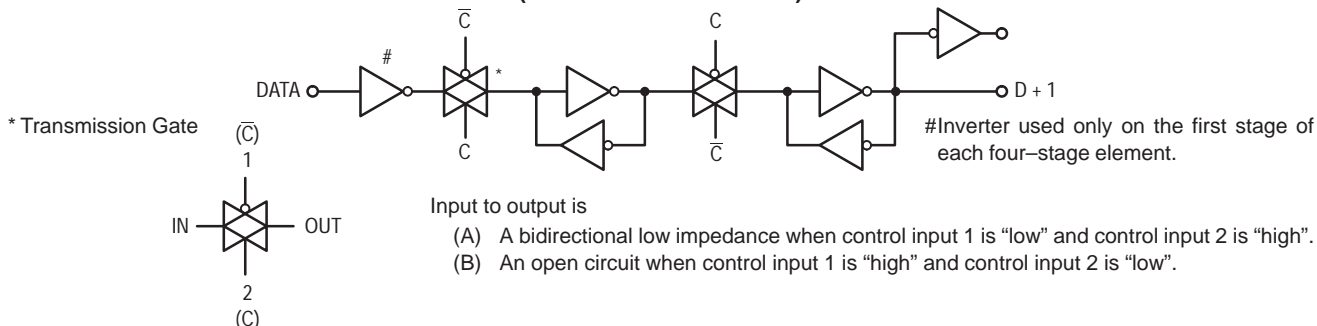 C̅
C
#
*
DATA
D + 1
* Transmission Gate
(C̅)
1
C
C̅
#Inverter used only on the first stage of
each four–stage element.
IN
OUT
2
(C)
Input to output is
(A) A bidirectional low impedance when control input 1 is “low” and control input 2 is “high”.
(B) An open circuit when control input 1 is “high” and control input 2 is “low”.